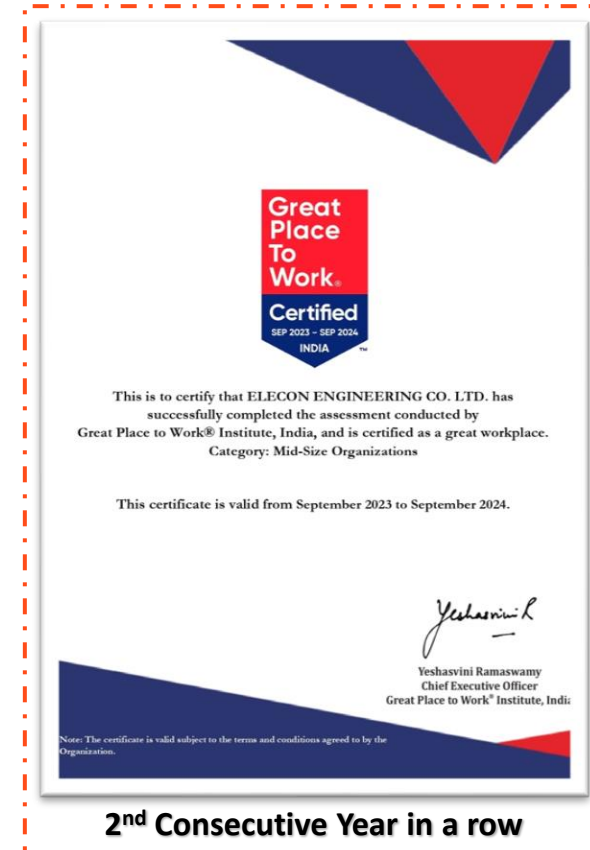 Great
Place
To
Work®
Certified
SEP 2023 – SEP 2024
INDIA ™
This is to certify that ELECON ENGINEERING CO. LTD. has
successfully completed the assessment conducted by
Great Place to Work® Institute, India, and is certified as a great workplace.
Category: Mid-Size Organizations
This certificate is valid from September 2023 to September 2024.
Yeshasvini R
Yeshasvini Ramaswamy
Chief Executive Officer
Great Place to Work® Institute, India
Note: The certificate is valid subject to the terms and conditions agreed to by the
Organization.
2nd Consecutive Year in a row